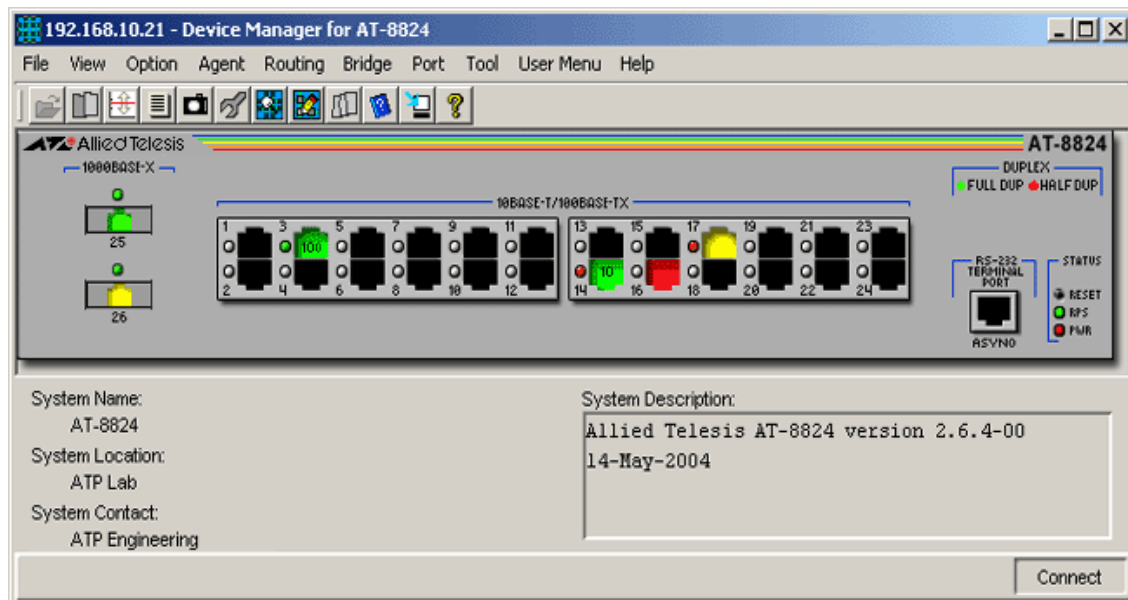 192.168.10.21 - Device Manager for AT-8824
File View Option Agent Routing Bridge Port Tool User Menu Help
Allied Telesis AT-8824
1000BASE-X
DUPLEX
FULL DUP HALF DUP
10BASE-T/100BASE-TX
25
1 3 5 7 9 11 13 15 17 19 21 23
100
10
2 4 6 8 10 12 14 16 18 20 22 24
26
RS-232 TERMINAL PORT
ASYN0
STATUS
RESET
RPS
PWR
System Name:
AT-8824
System Location:
ATP Lab
System Contact:
ATP Engineering
System Description:
Allied Telesis AT-8824 version 2.6.4-00
14-May-2004
Connect